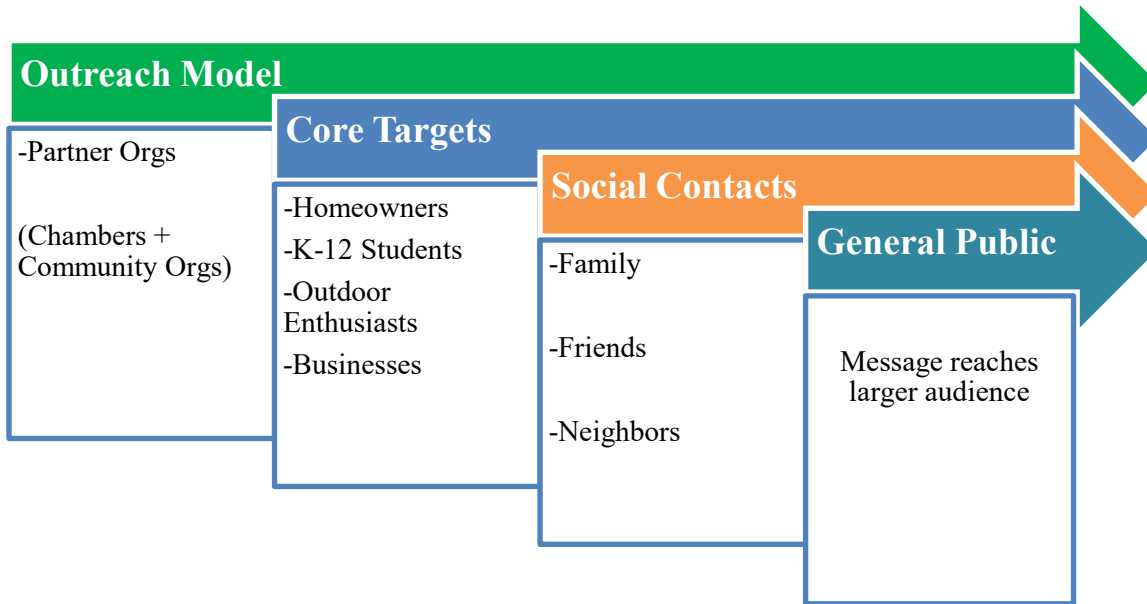 Outreach Model
-Partner Orgs
(Chambers +
Community Orgs)
Core Targets
-Homeowners
-K-12 Students
-Outdoor
Enthusiasts
-Businesses
Social Contacts
-Family
-Friends
-Neighbors
General Public
Message reaches
larger audience